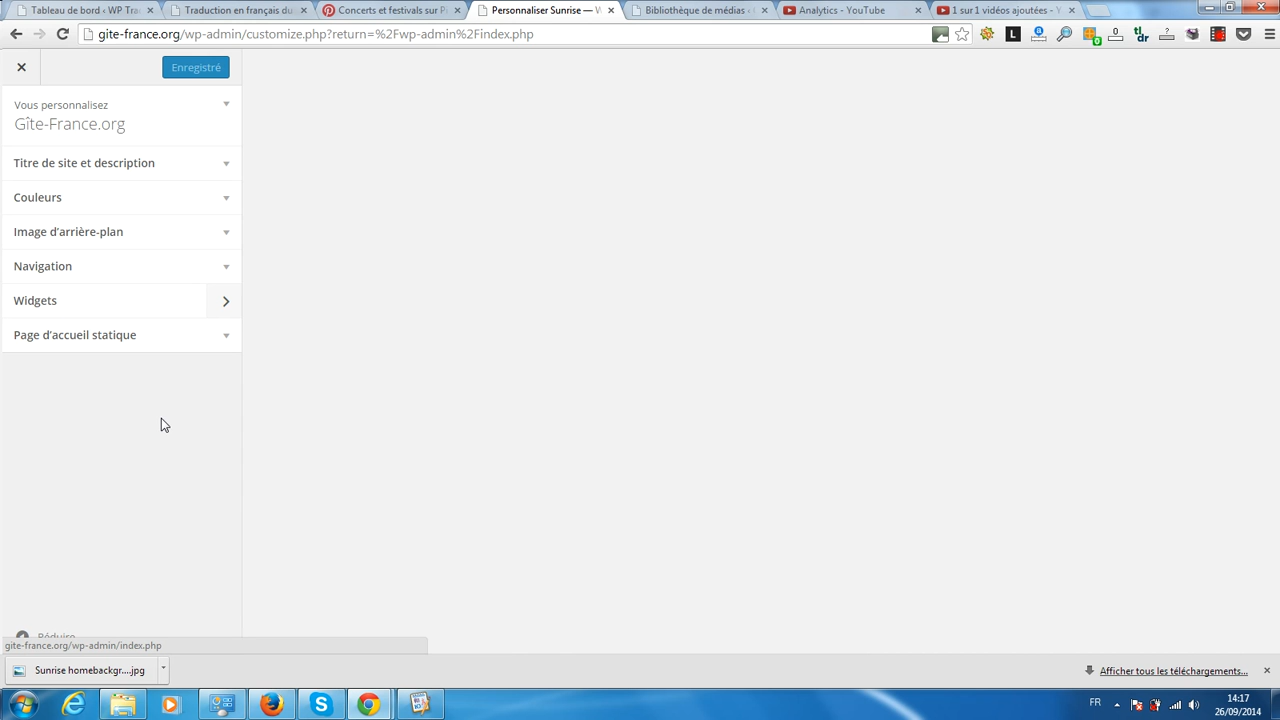 Tableau de bord ‹ WP Tra
Traduction en français du
Concerts et festivals sur Pi
Personnaliser Sunrise — W
Bibliothèque de médias ‹
Analytics - YouTube
1 sur 1 vidéos ajoutées - Y
gite-france.org/wp-admin/customize.php?return=%2Fwp-admin%2Findex.php
Enregistré
Vous personnalisez
Gîte-France.org
Titre de site et description
Couleurs
Image d'arrière-plan
Navigation
Widgets
Page d'accueil statique
Réduire
gite-france.org/wp-admin/index.php
Sunrise homebackgr....jpg
Afficher tous les téléchargements...
FR
14:17
26/09/2014